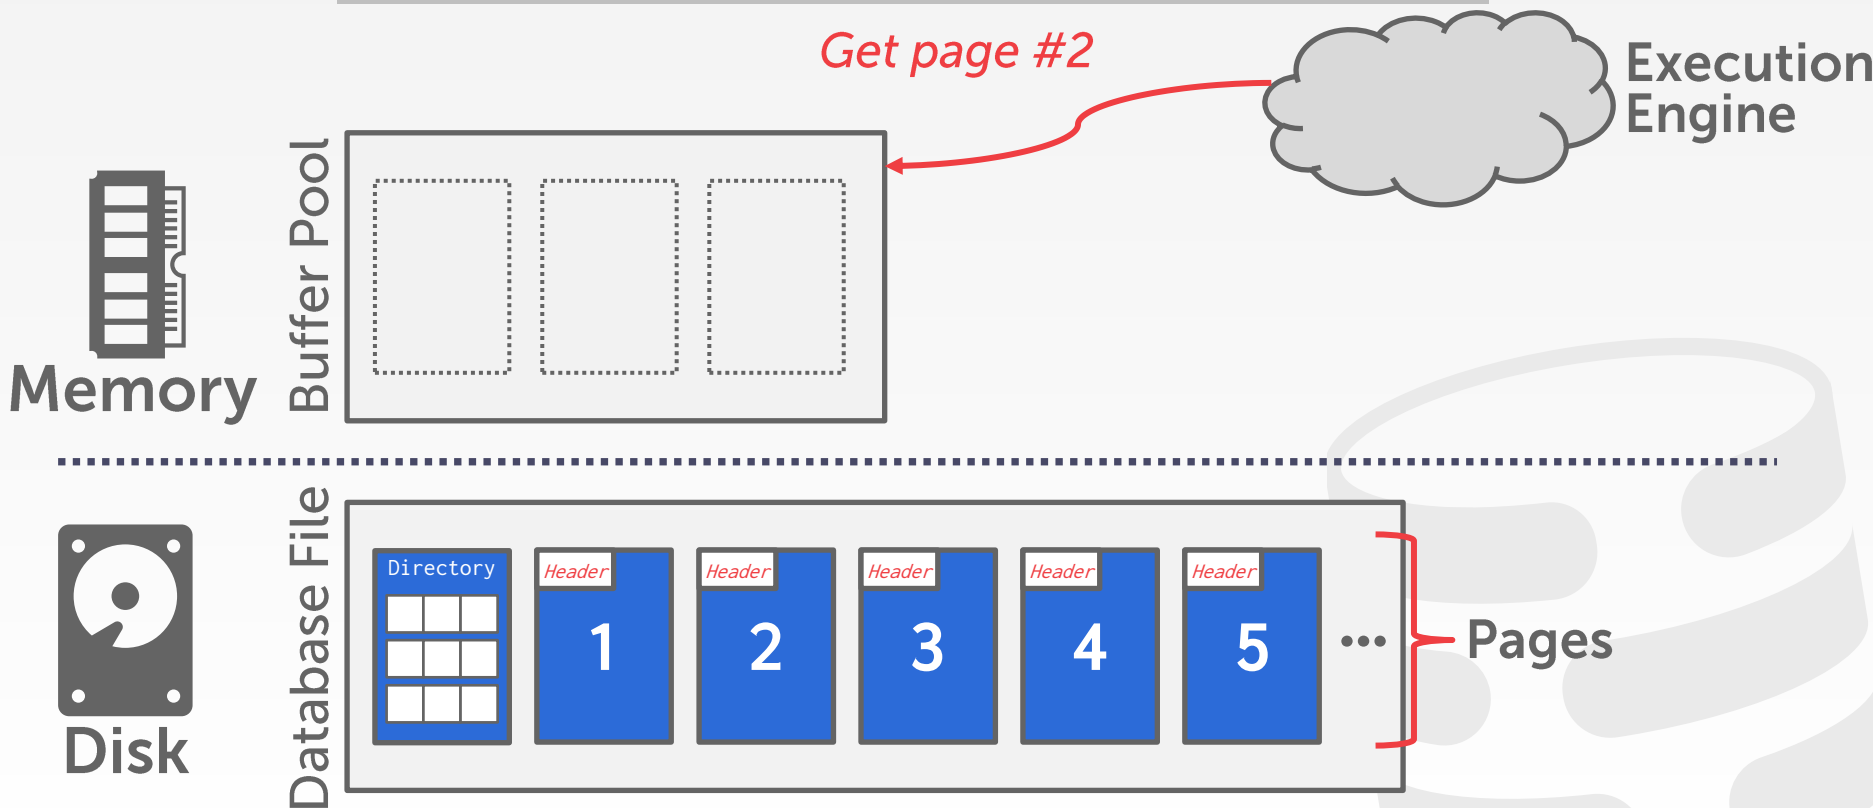 Get page #2
Execution
Engine
Buffer Pool
Memory
Database File
Directory
Header
1
Header
2
Header
3
Header
4
Header
5
...
Pages
Disk